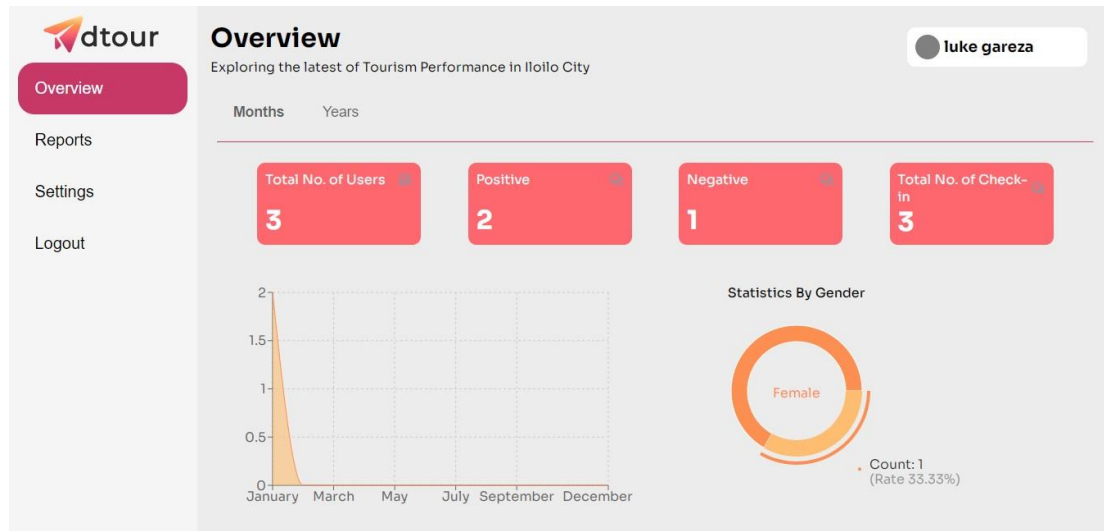 dtour
Overview
Reports
Settings
Logout
Overview
Exploring the latest of Tourism Performance in Iloilo City
luke gareza
Months Years
Total No. of Users
3
Positive
2
Negative
1
Total No. of Check-
in
3
2
1.5
1
0.5
0
January March May July September December
Statistics By Gender
Female
Count: 1
(Rate 33.33%)